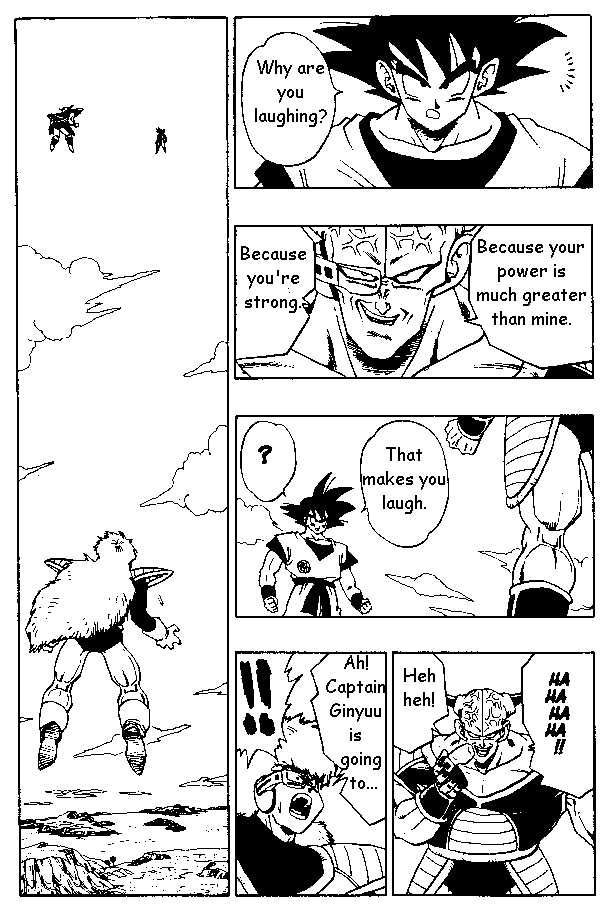 Why are
you
laughing?
Because your
power is
much greater
than mine.
Because
you're
strong.
That
makes you
laugh.
?
HA
HA
HA
HA
!!
Heh
heh!
Ah!
Captain
Ginyuu
is
going
to...
!!